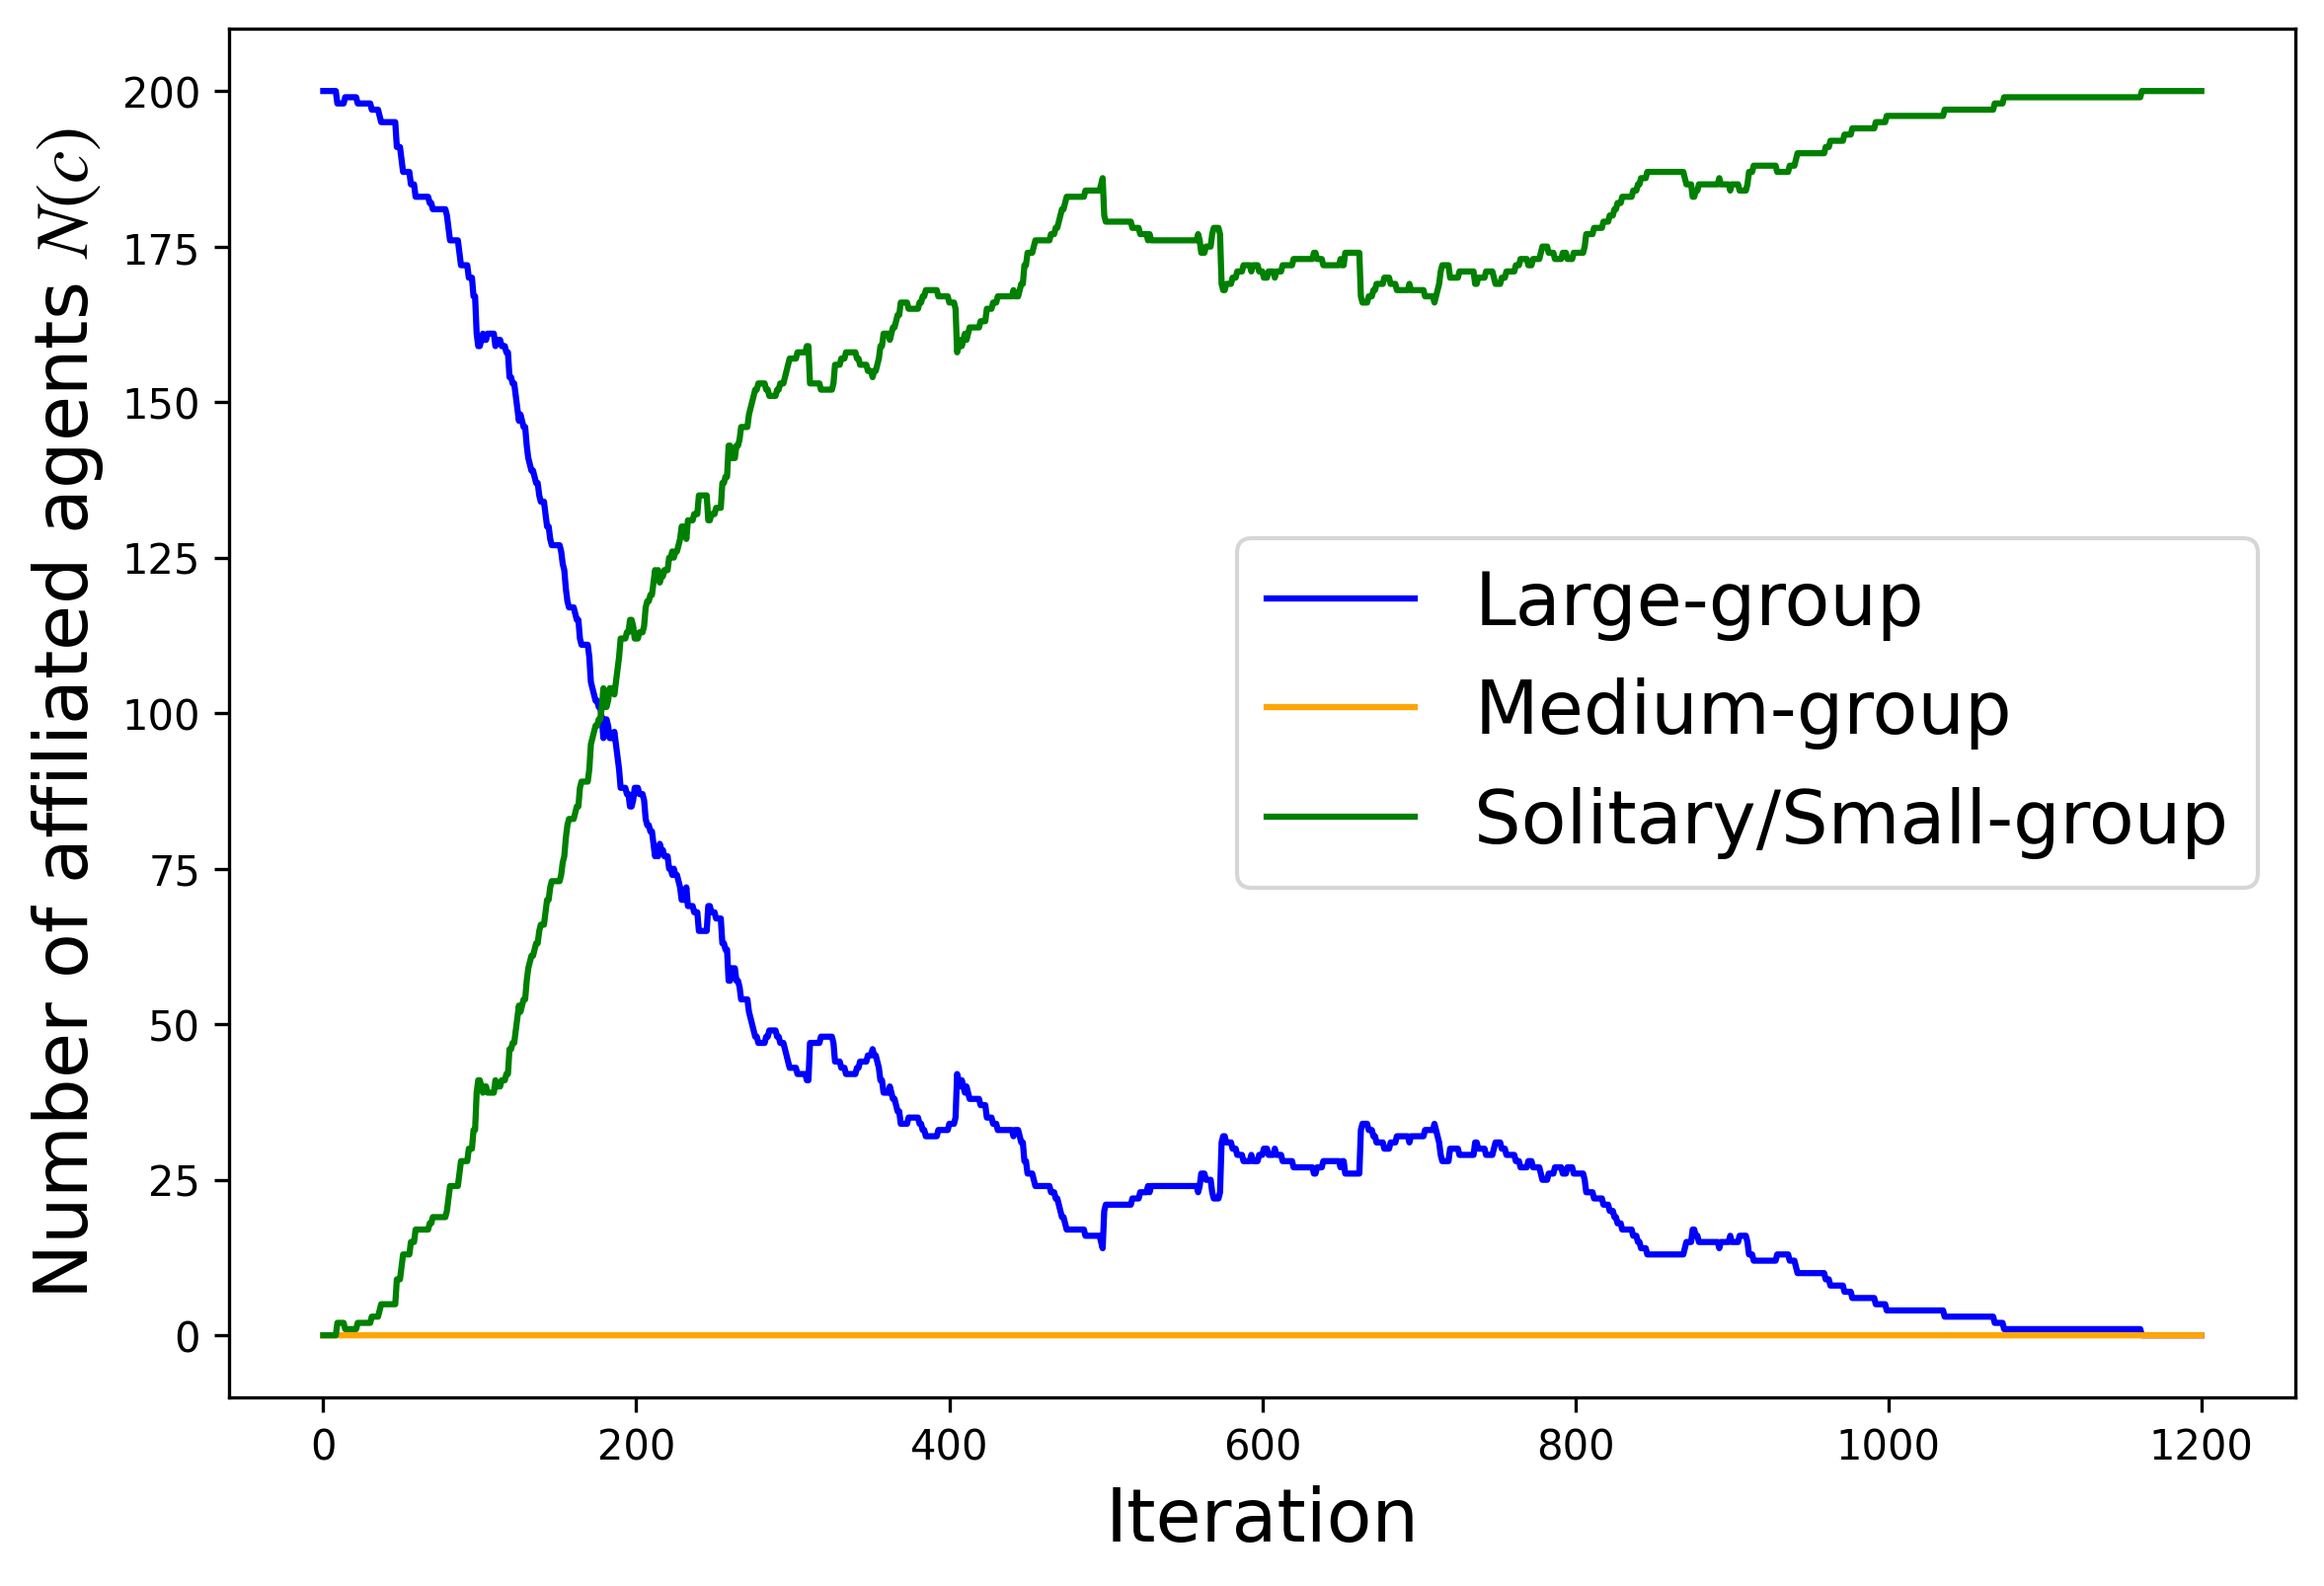 Number of affiliated agents N(c)
200
175
150
125
100
75
50
25
0
Large-group
Medium-group
Solitary/Small-group
0 200 400 600 800 1000 1200
Iteration